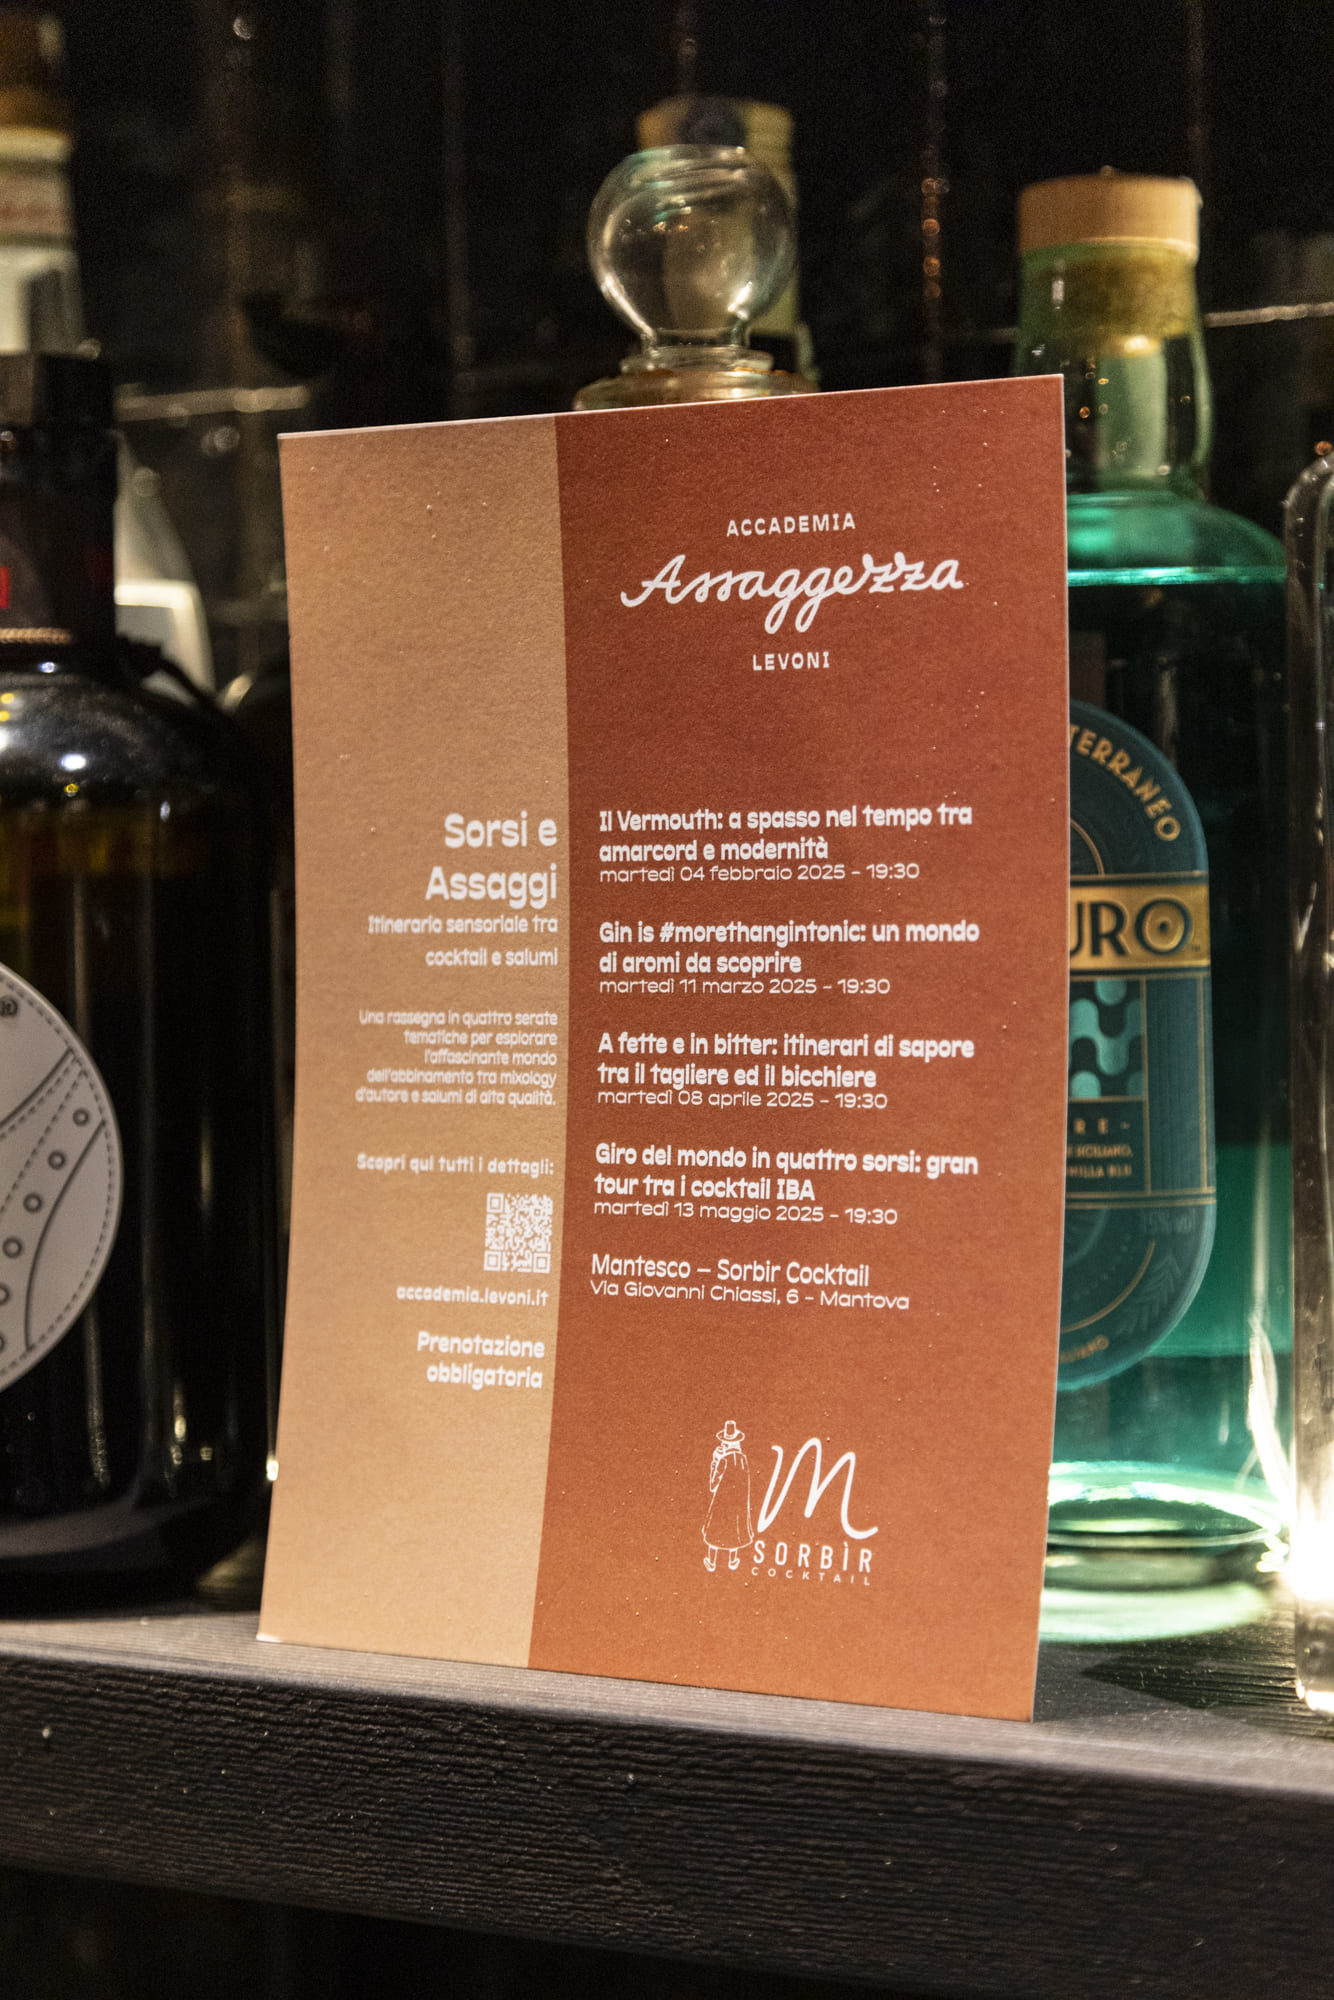 ACCADEMIA
Assaggezza
LEVONI
Sorsi e
Assaggi
Itinerario sensoriale tra
cocktail e salumi
Una rassegna in quattro serate
tematiche per esplorare
l'affascinante mondo
dell'abbinamento tra mixology
d'autore e salumi di alta qualità.
Scopri qui tutti i dettagli:
accademia.levoni.it
Prenotazione
obbligatoria
Il Vermouth: a spasso nel tempo tra
amarcord e modernità
martedì 04 febbraio 2025 - 19:30
Gin is #morethangintonic: un mondo
di aromi da scoprire
martedì 11 marzo 2025 - 19:30
A fette e in bitter: itinerari di sapore
tra il tagliere ed il bicchiere
martedì 08 aprile 2025 - 19:30
Giro del mondo in quattro sorsi: gran
tour tra i cocktail IBA
martedì 13 maggio 2025 - 19:30
Mantesco – Sorbir Cocktail
Via Giovanni Chiassi, 6 - Mantova
M
SORBÌR
COCKTAIL
TERRANEO
URO